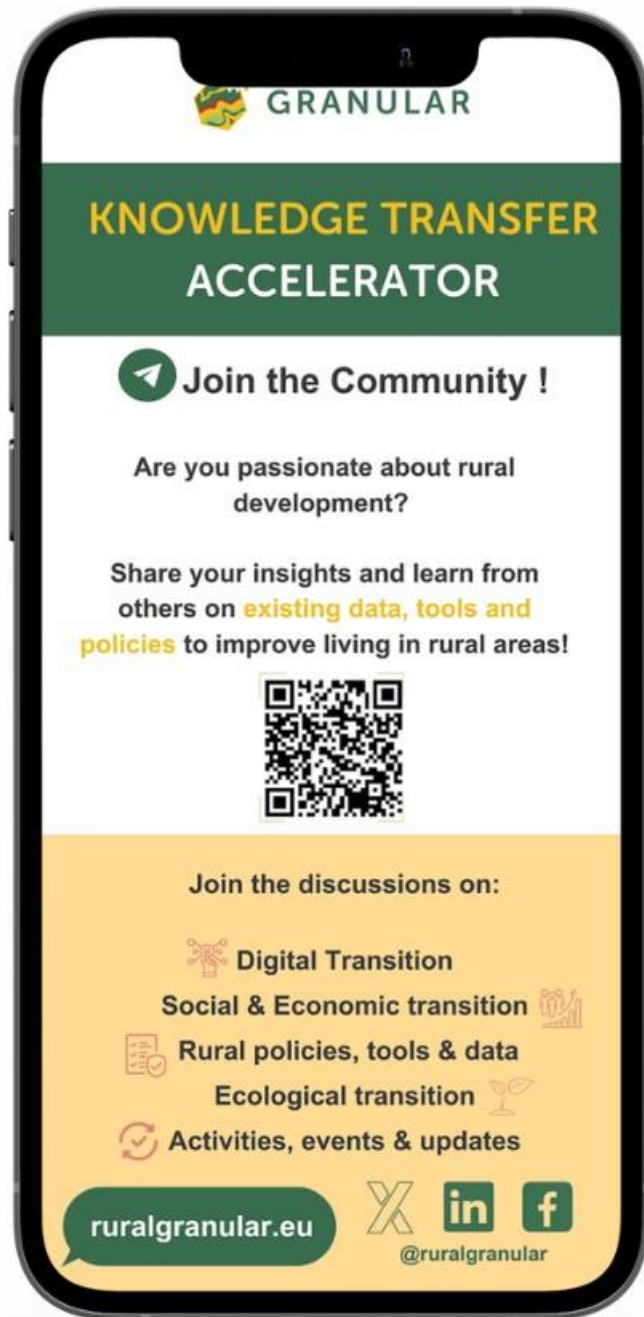 GRANULAR
KNOWLEDGE TRANSFER
ACCELERATOR
Join the Community !
Are you passionate about rural
development?
Share your insights and learn from
others on existing data, tools and
policies to improve living in rural areas!
Join the discussions on:
Digital Transition
Social & Economic transition
Rural policies, tools & data
Ecological transition
Activities, events & updates
ruralgranular.eu
X in f
@ruralgranular